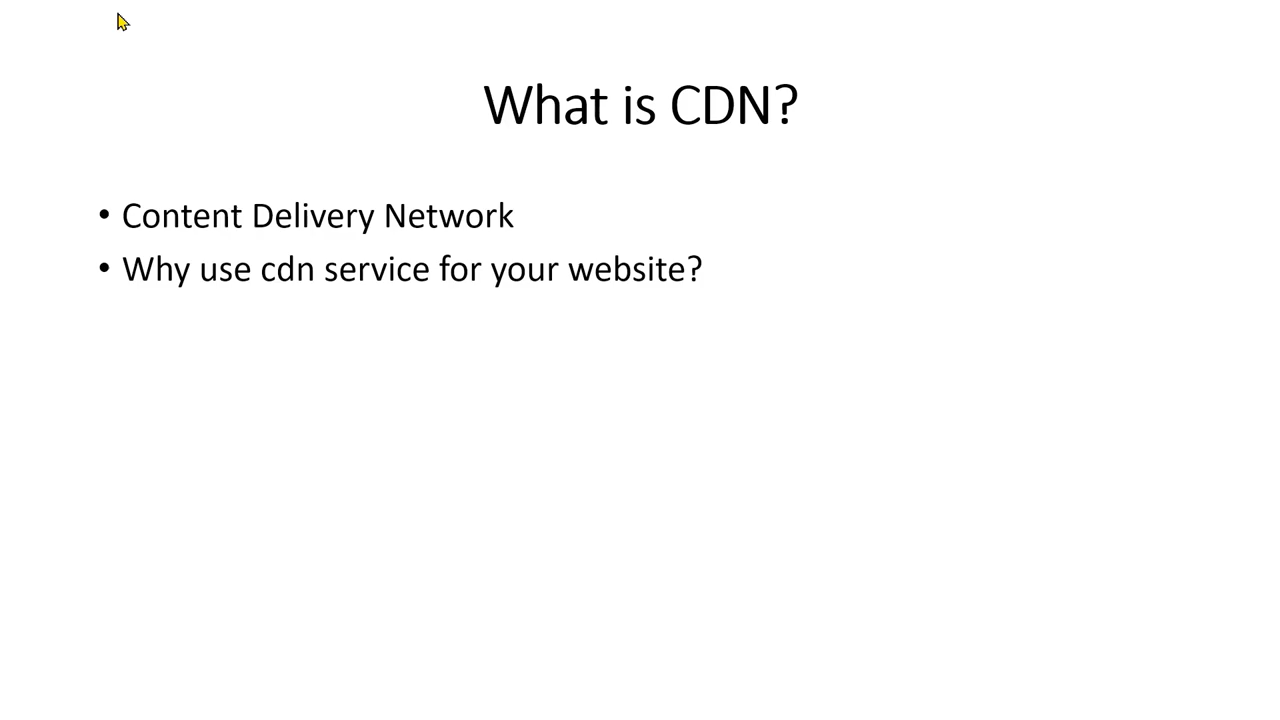 What is CDN?
• Content Delivery Network
• Why use cdn service for your website?